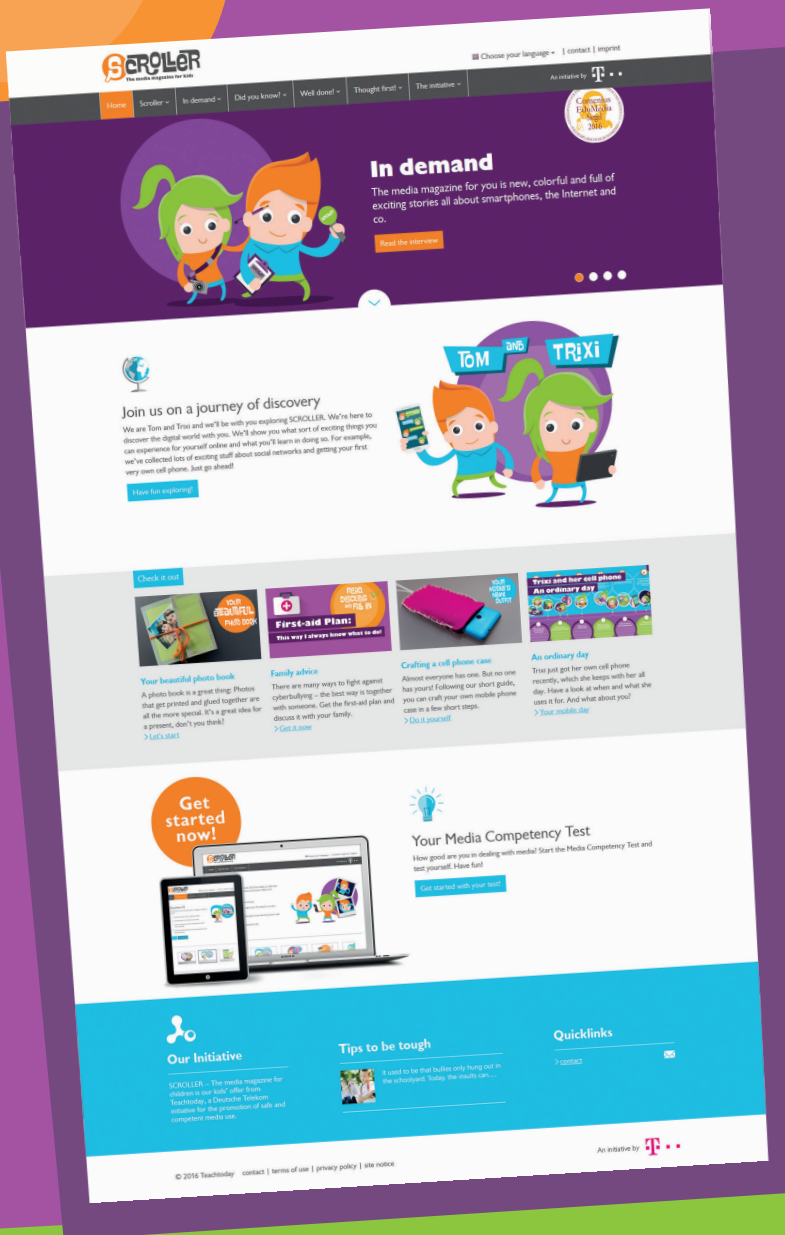 SCROLLER
The media magazine for kids
Choose your language | contact | imprint
Home Scroller In demand Did you know? Well done! Thought first! The initiative An initiative by T
Comenius
EduMedia
Siegel
2016
In demand
The media magazine for you is new, colorful and full of
exciting stories all about smartphones, the Internet and
co.
Read the interview
TOM AND TRIXI
Join us on a journey of discovery
We are Tom and Trixi and we'll be with you exploring SCROLLER. We're here to
discover the digital world with you. We'll show you what sort of exciting things you
can experience for yourself online and what you'll learn in doing so. For example,
we've collected lots of exciting stuff about social networks and getting your first
very own cell phone. Just go ahead!
Have fun exploring!
Check it out
YOUR
BEAUTIFUL
PHOTO BOOK
Your beautiful photo book
A photo book is a great thing: Photos
that get printed and glued together are
all the more special. It's a great idea for
a present, don't you think!
> Let's start
READ,
DISCUSS
AND FILL IN
First-aid Plan:
This way I always know what to do!
Family advice
There are many ways to fight against
cyberbullying – the best way is together
with someone. Get the first-aid plan and
discuss it with your family.
> Get it now
YOUR
MOBILE'S
NEW
OUTFIT
Crafting a cell phone case
Almost everyone has one. But no one
has yours! Following our short guide,
you can craft your own mobile phone
case in a few short steps.
> Do it yourself
Trixi and her cell phone
An ordinary day
An ordinary day
Trixi just got her own cell phone
recently, which she keeps with her all
day. Have a look at when and what she
uses it for. And what about you?
> Your mobile day
Get
started
now!
SCROLLER
Your Media Competency Test
How good are you in dealing with media? Start the Media Competency Test and
test yourself. Have fun!
Get started with your test!
Our Initiative
SCROLLER – The media magazine for
children is our kids' offer from
Teachtoday, a Deutsche Telekom
initiative for the promotion of safe and
competent media use.
Tips to be tough
It used to be that bullies only hung out in
the schoolyard. Today, the insults can....
Quicklinks
> contact
© 2016 Teachtoday contact | terms of use | privacy policy | site notice
An initiative by T